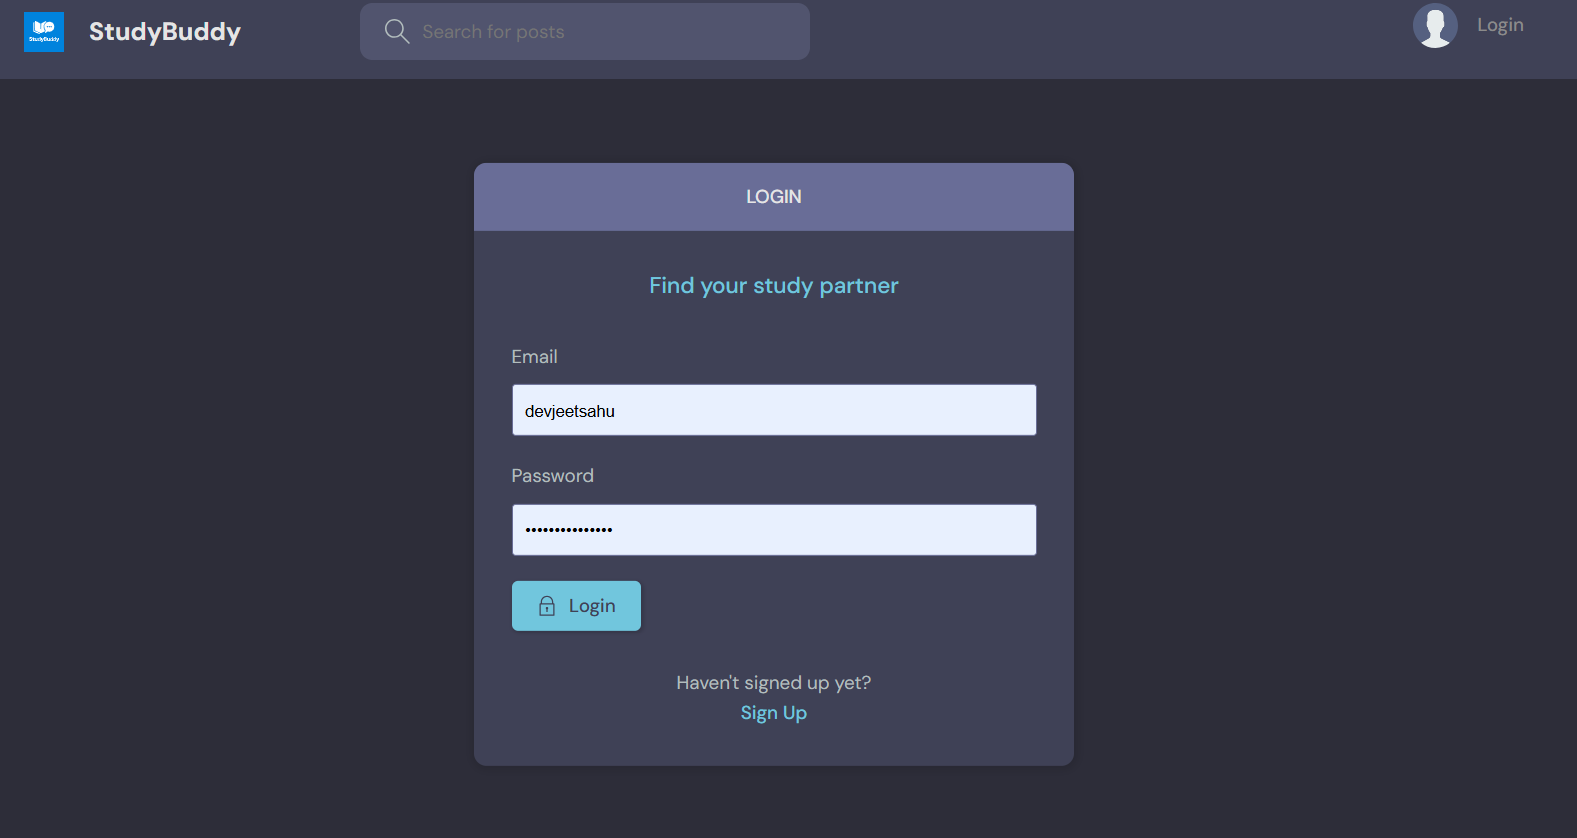 StudyBuddy
StudyBuddy
Search for posts
Login
LOGIN
Find your study partner
Email
devjeetsahu
Password
•••••••••••••••
Login
Haven't signed up yet?
Sign Up